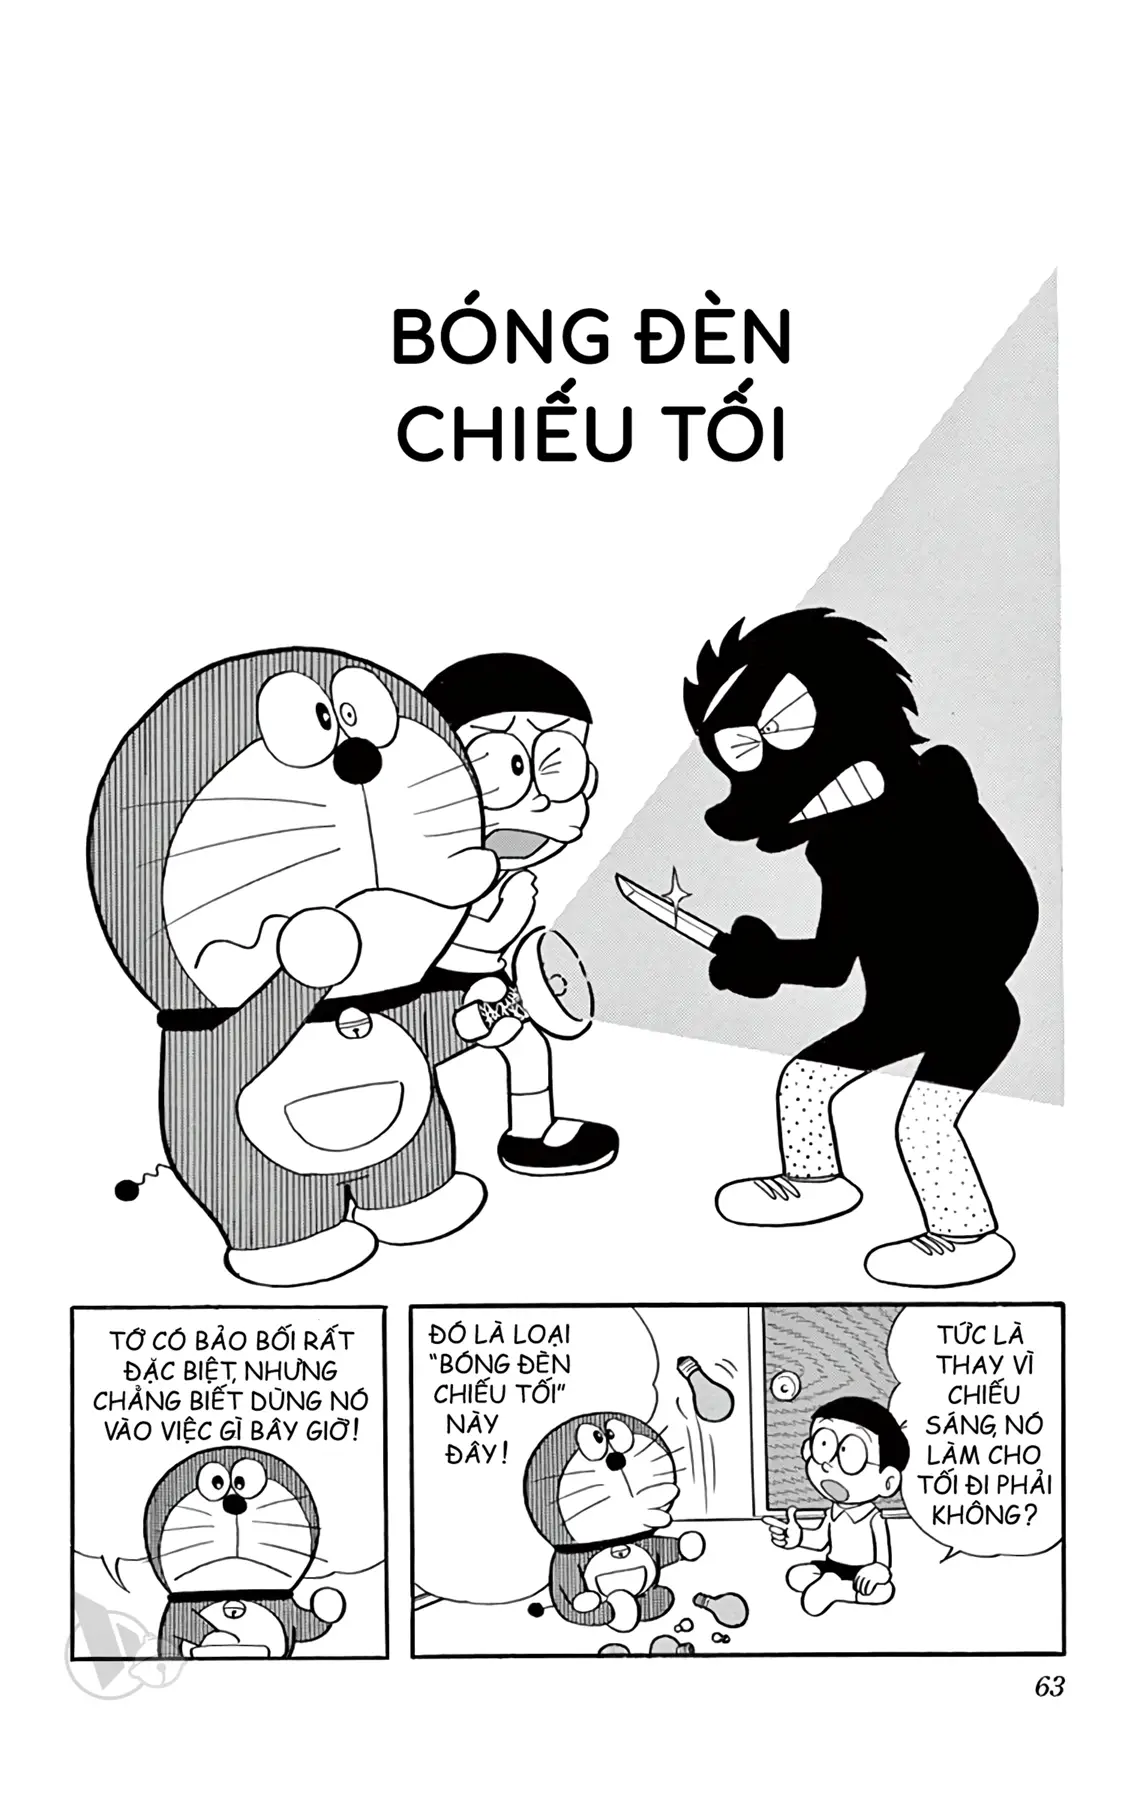 BÓNG ĐÈN
CHIẾU TỐI
TỚ CÓ BẢO BỐI RẤT
ĐẶC BIỆT, NHƯNG
CHẲNG BIẾT DÙNG NÓ
VÀO VIỆC GÌ BÂY GIỜ!
ĐÓ LÀ LOẠI
"BÓNG ĐÈN
CHIẾU TỐI"
NÀY
ĐÂY!
TỨC LÀ
THAY VÌ
CHIẾU
SÁNG, NÓ
LÀM CHO
TỐI ĐI PHẢI
KHÔNG?
63